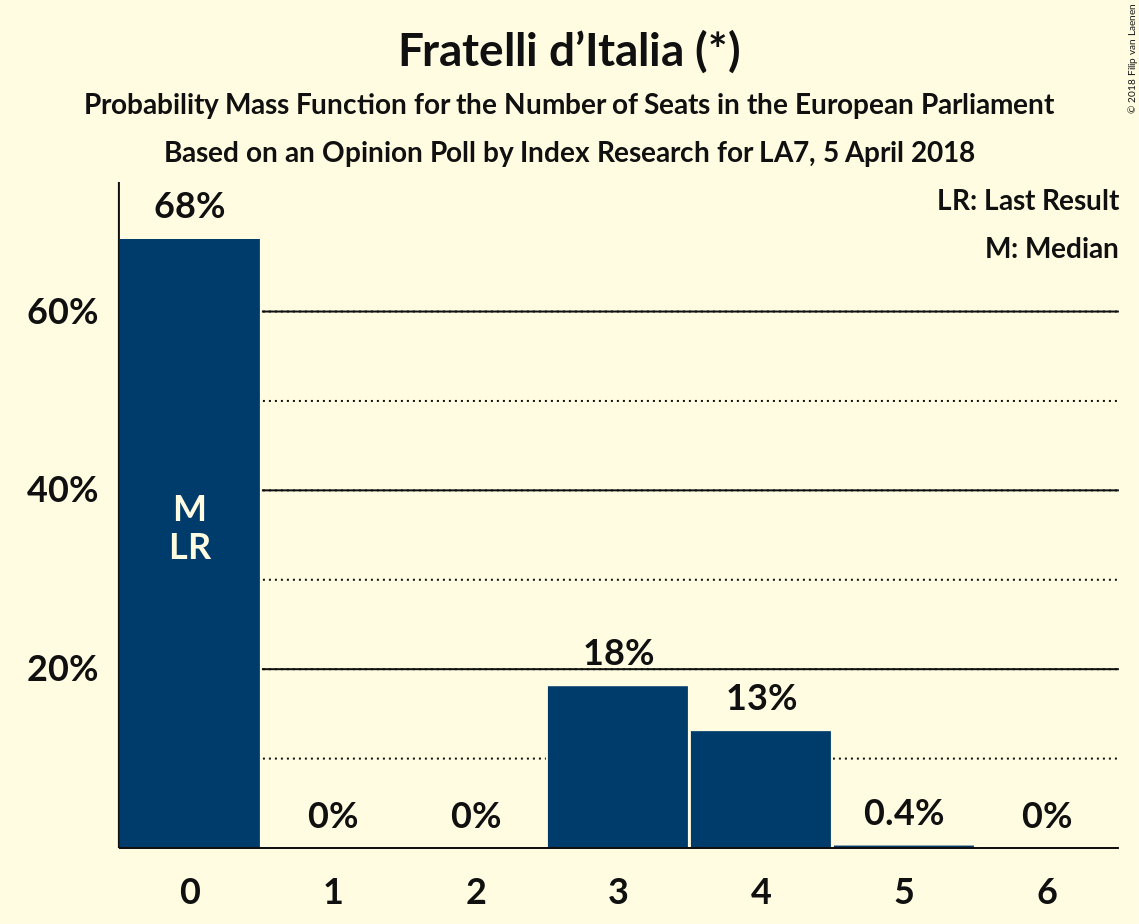 Fratelli d’Italia (*)
Probability Mass Function for the Number of Seats in the European Parliament
Based on an Opinion Poll by Index Research for LA7, 5 April 2018
© 2018 Filip van Laenen
LR: Last Result
M: Median
68%
60%
40%
M
LR
20%
18%
13%
0%
0%
0.4%
0%
0
1
2
3
4
5
6